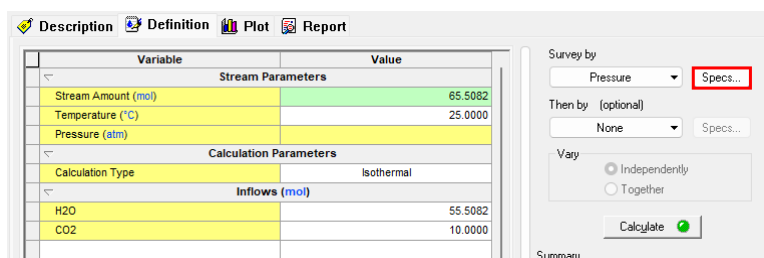 Description Definition Plot Report
Variable Value
Stream Parameters
Stream Amount (mol) 65.5082
Temperature (°C) 25.0000
Pressure (atm)
Calculation Parameters
Calculation Type Isothermal
Inflows (mol)
H2O 55.5082
CO2 10.0000
Survey by
Pressure Specs...
Then by (optional)
None Specs...
Vary
Independently
Together
Calculate
Summary